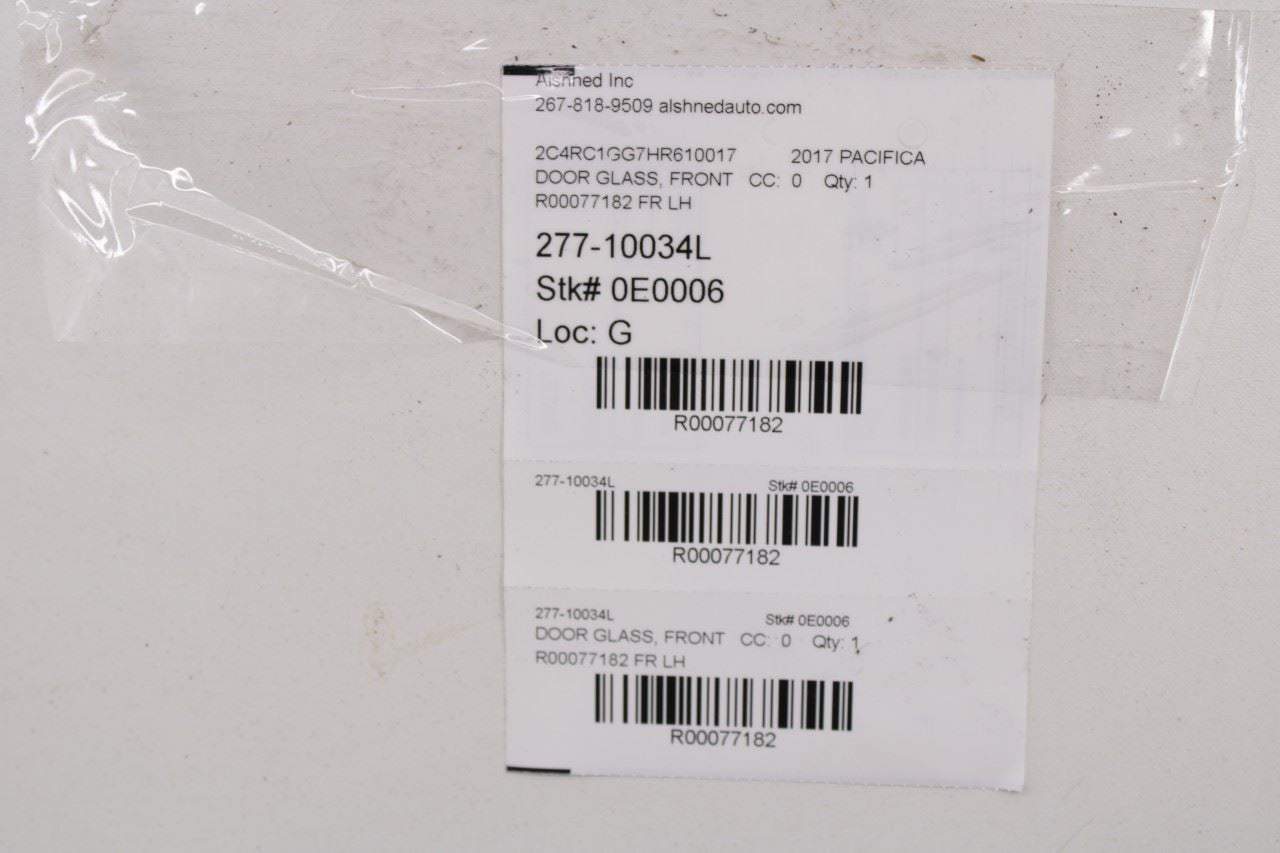 Alshned Inc
267-818-9509 alshnedauto.com
2C4RC1GG7HR610017 2017 PACIFICA
DOOR GLASS, FRONT CC: 0 Qty: 1
R00077182 FR LH
277-10034L
Stk# 0E0006
Loc: G
R00077182
277-10034L Stk# 0E0006
R00077182
277-10034L Stk# 0E0006
DOOR GLASS, FRONT CC: 0 Qty: 1
R00077182 FR LH
R00077182